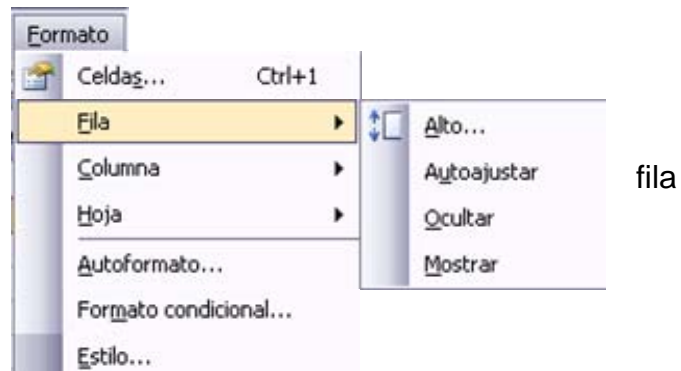 Formato
Celdas... Ctrl+1
Fila
Columna
Hoja
Autoformato...
Formato condicional...
Estilo...
Alto...
Autoajustar
Ocultar
Mostrar
fila